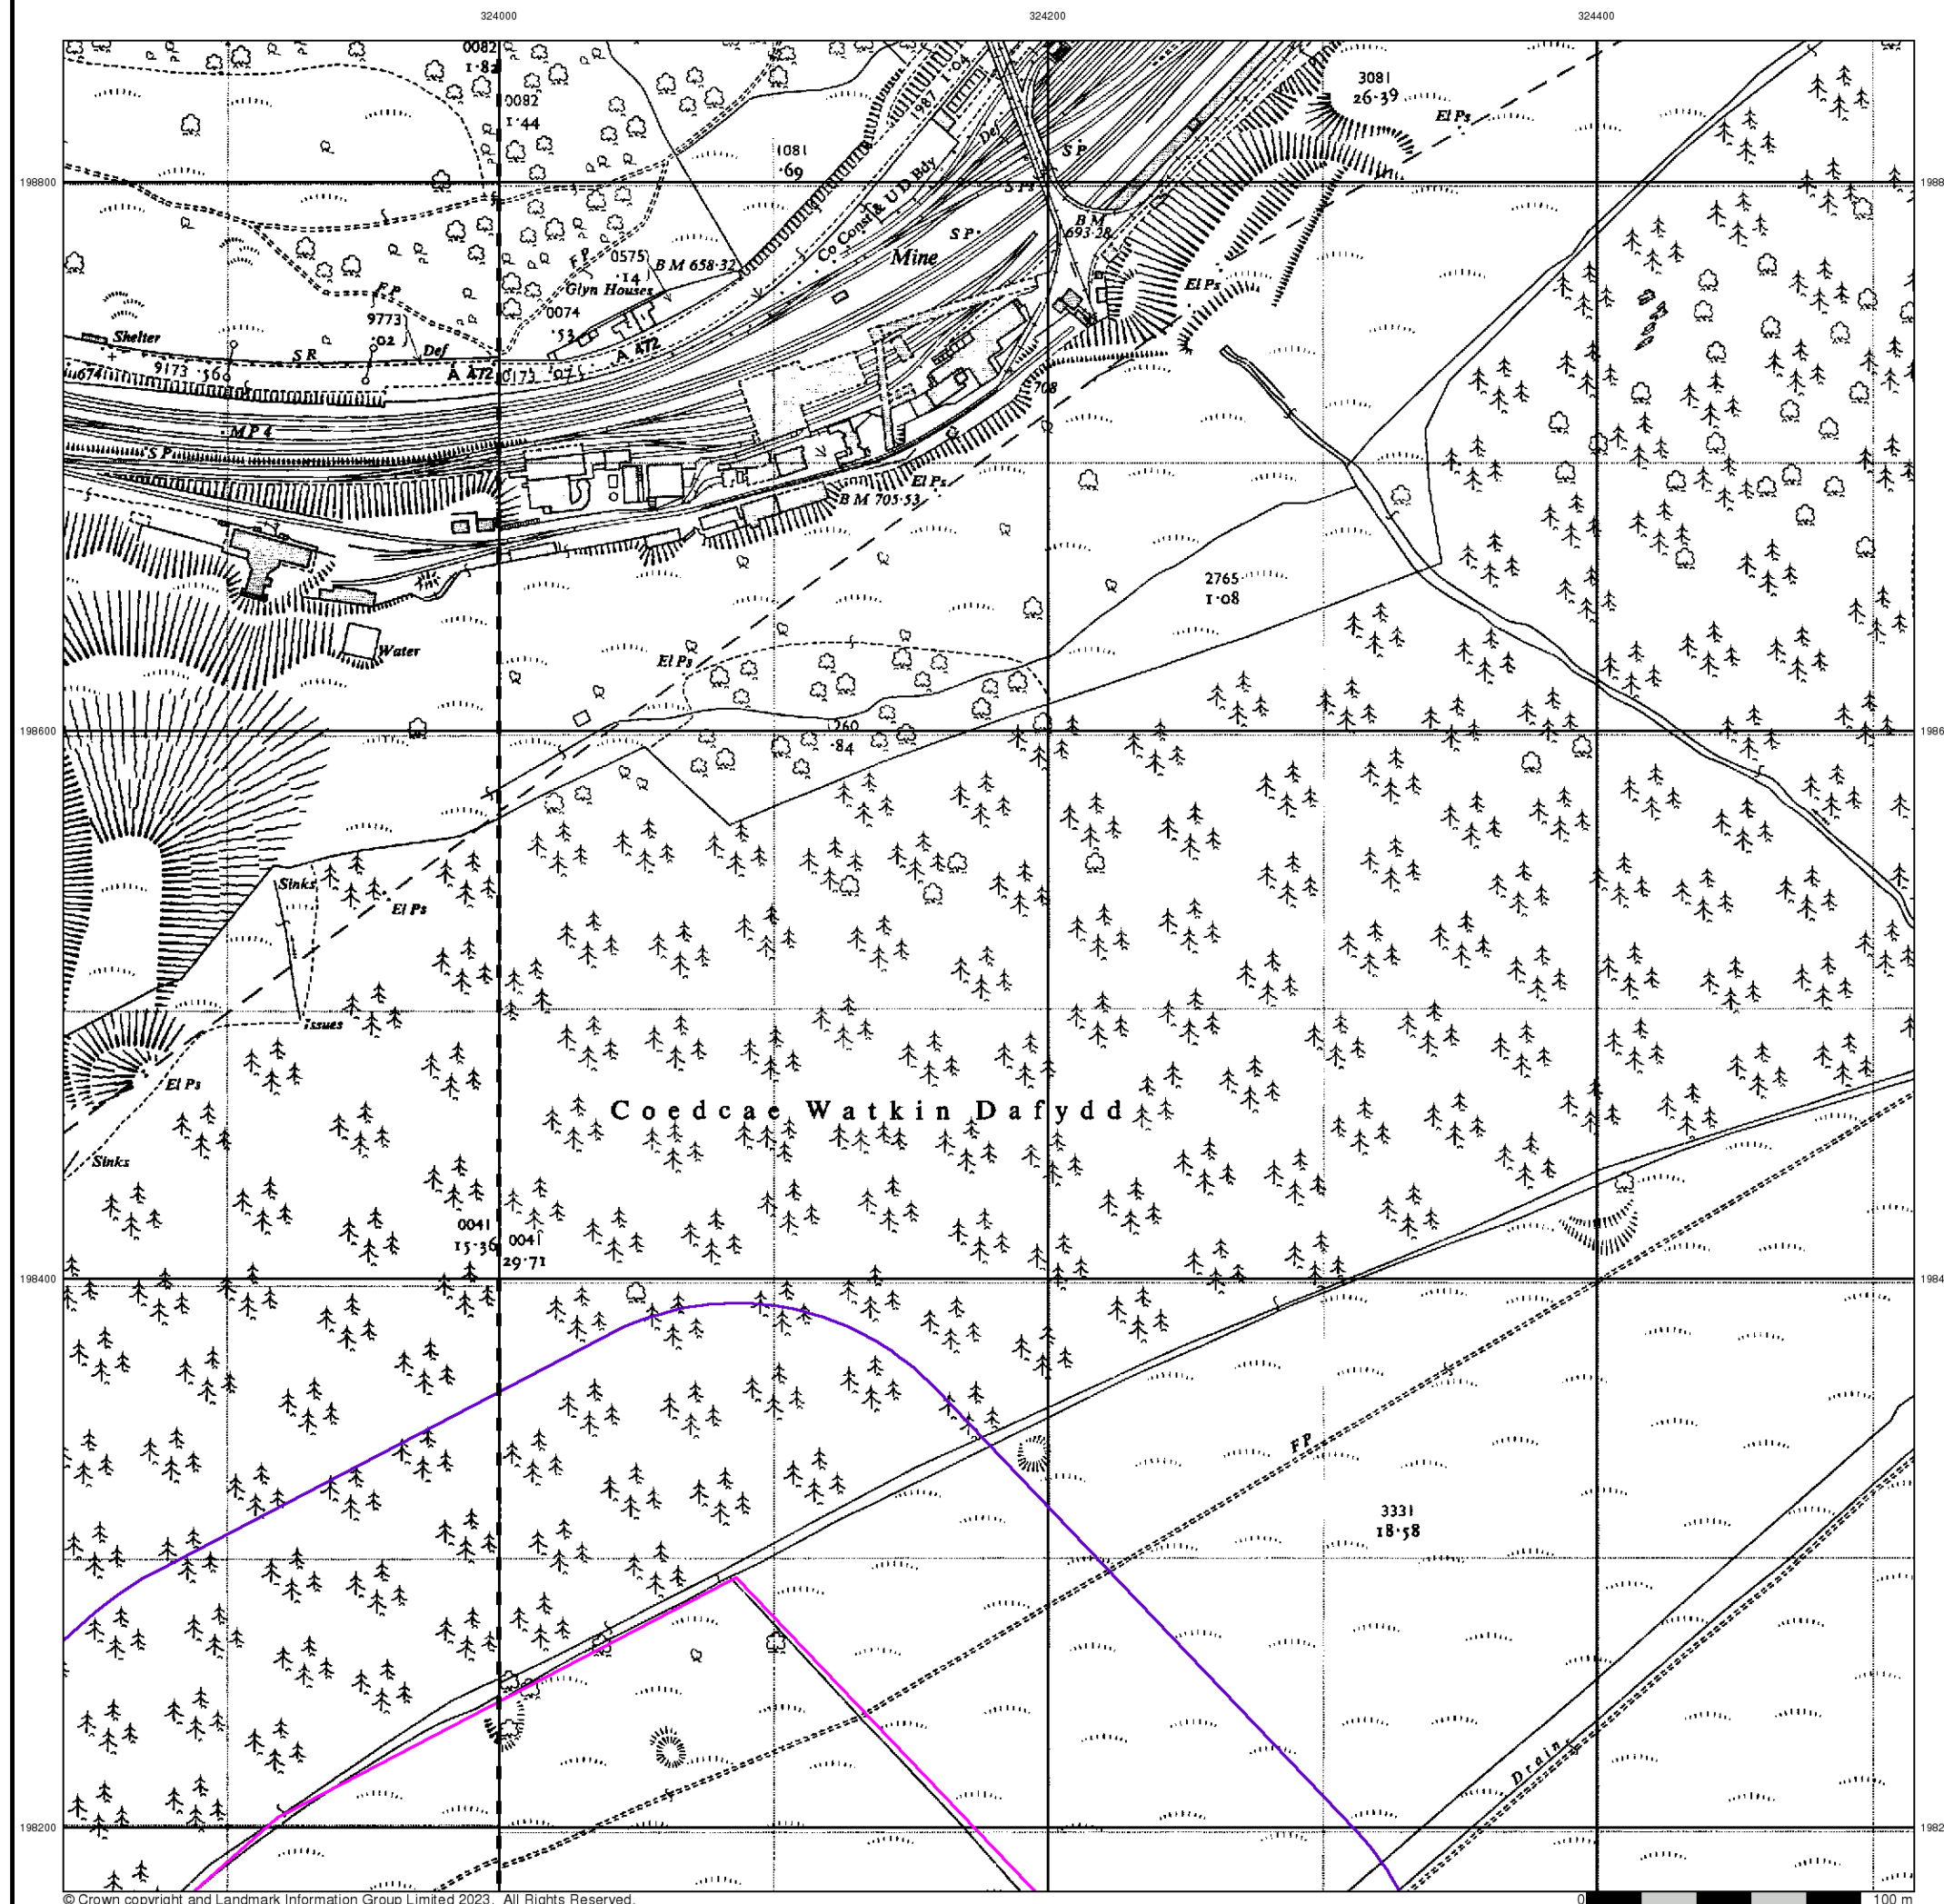 324000
324200
324400
0082
1·82
0082
1·44
1987
1·04
3081
26·39
El Ps
Def
S P
1081
·69
198800
S Ps
Co Const & U D Bdy
B M
693·28
S P
Mine
F P
0575
·14
B M 658·32
Glyn Houses
El Ps
F P
0074
·53
9773
·02
Shelter
S R
Def
A 472
9173 ·56
A 472
0173 ·07
674
708
M P 4
S P
El Ps
B M 705·53
2765
1·08
Water
El Ps
198600
1260
·84
Sinks
El Ps
Issues
El Ps
Coedcae Watkin Dafydd
Sinks
0041
15·36
0041
29·71
198400
F P
3331
18·58
Drain
198200
© Crown copyright and Landmark Information Group Limited 2023. All Rights Reserved.
0
100 m